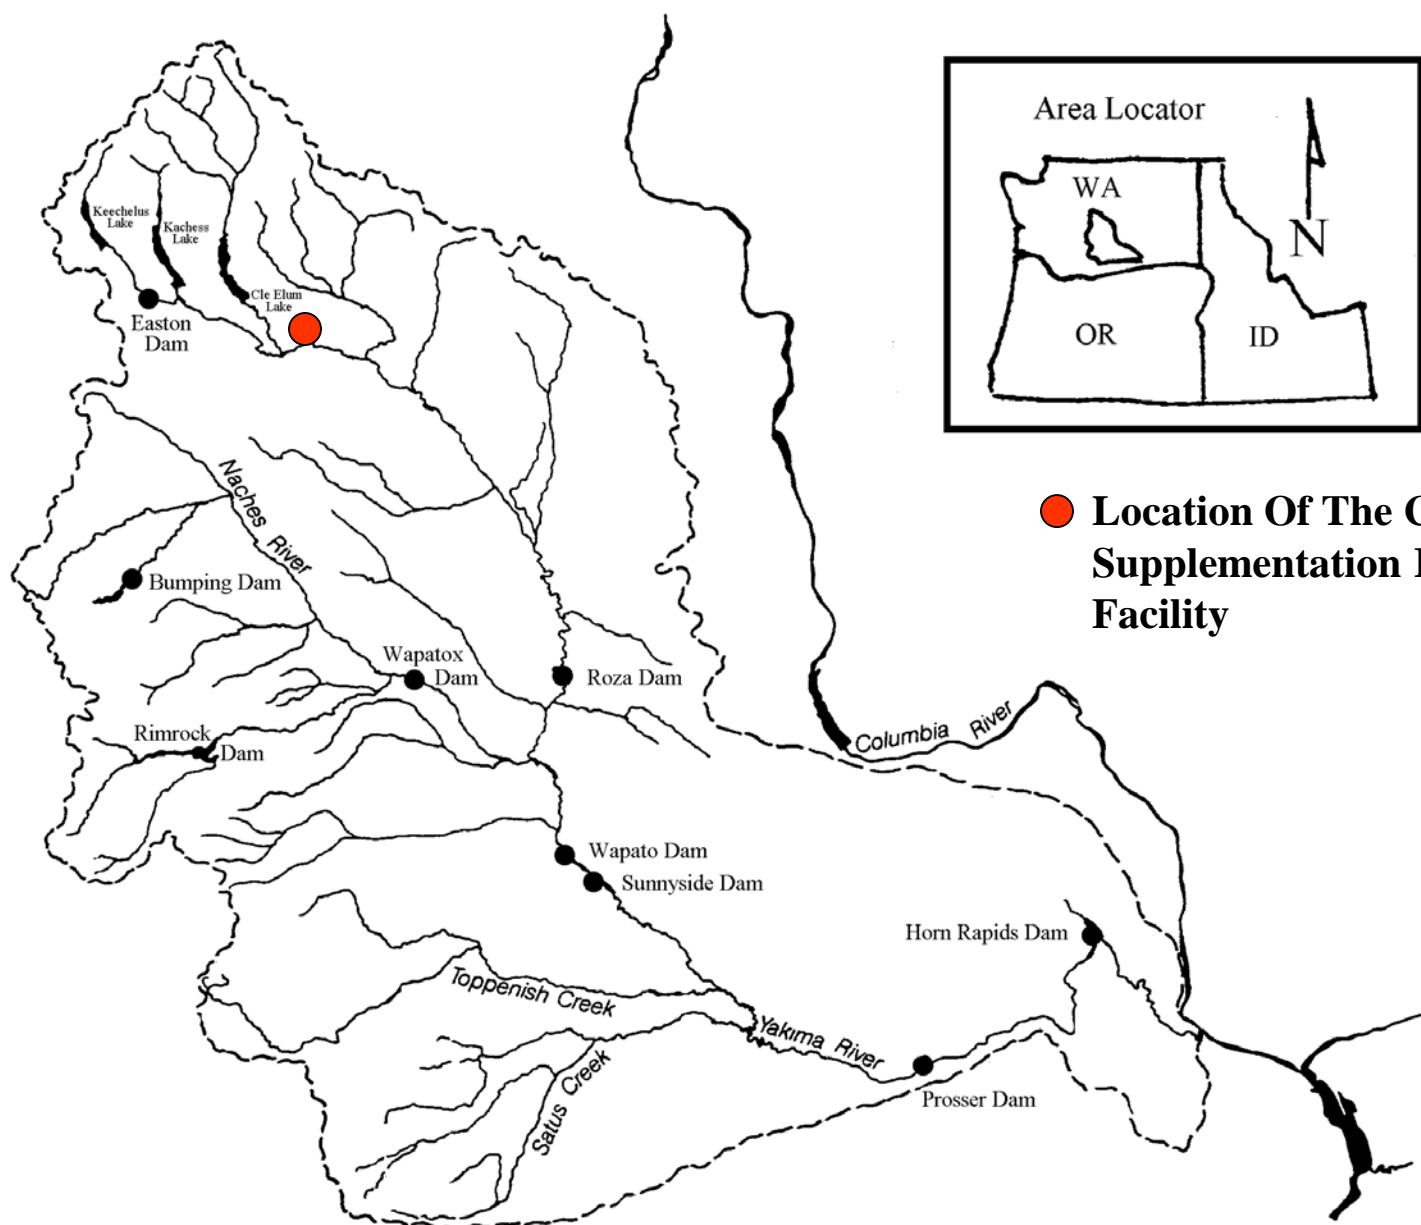 Area Locator
WA
N
OR
ID
Keechelus
Lake
Kachess
Lake
Cle Elum
Lake
Easton
Dam
Naches River
Location Of The
Supplementation
Facility
Bumping Dam
Wapatox
Dam
Roza Dam
Rimrock
Dam
Columbia River
Wapato Dam
Sunnyside Dam
Horn Rapids Dam
Toppenish Creek
Yakima River
Satus Creek
Prosser Dam